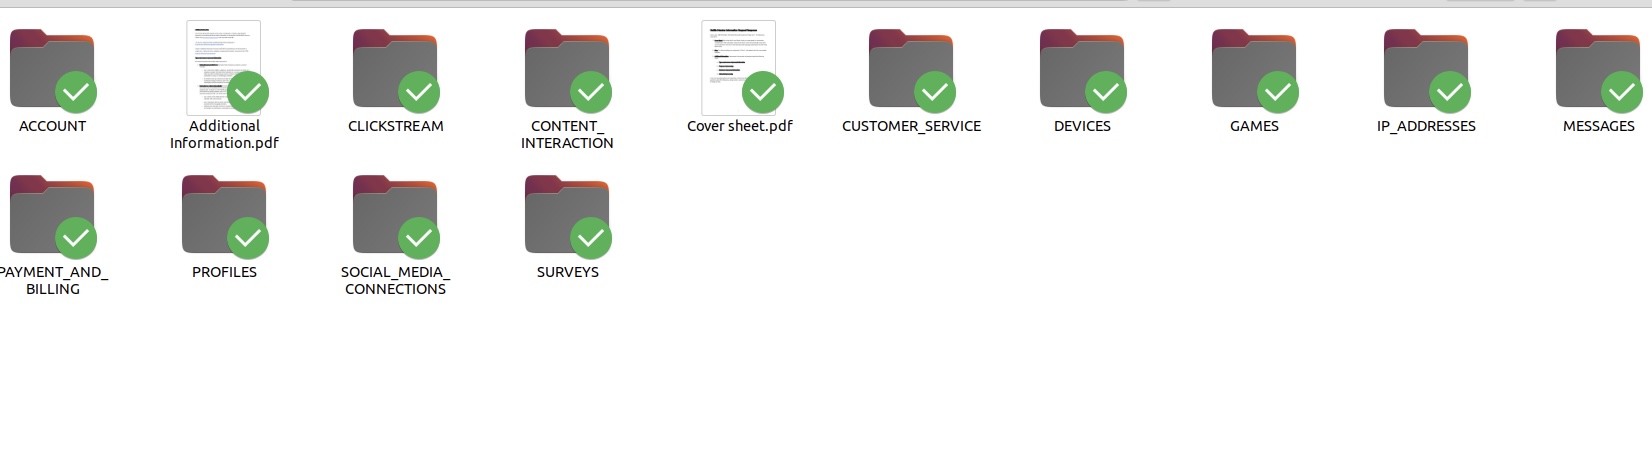 ACCOUNT
Additional
Information.pdf
CLICKSTREAM
CONTENT_
INTERACTION
Cover sheet.pdf
CUSTOMER_SERVICE
DEVICES
GAMES
IP_ADDRESSES
MESSAGES
PAYMENT_AND_
BILLING
PROFILES
SOCIAL_MEDIA_
CONNECTIONS
SURVEYS